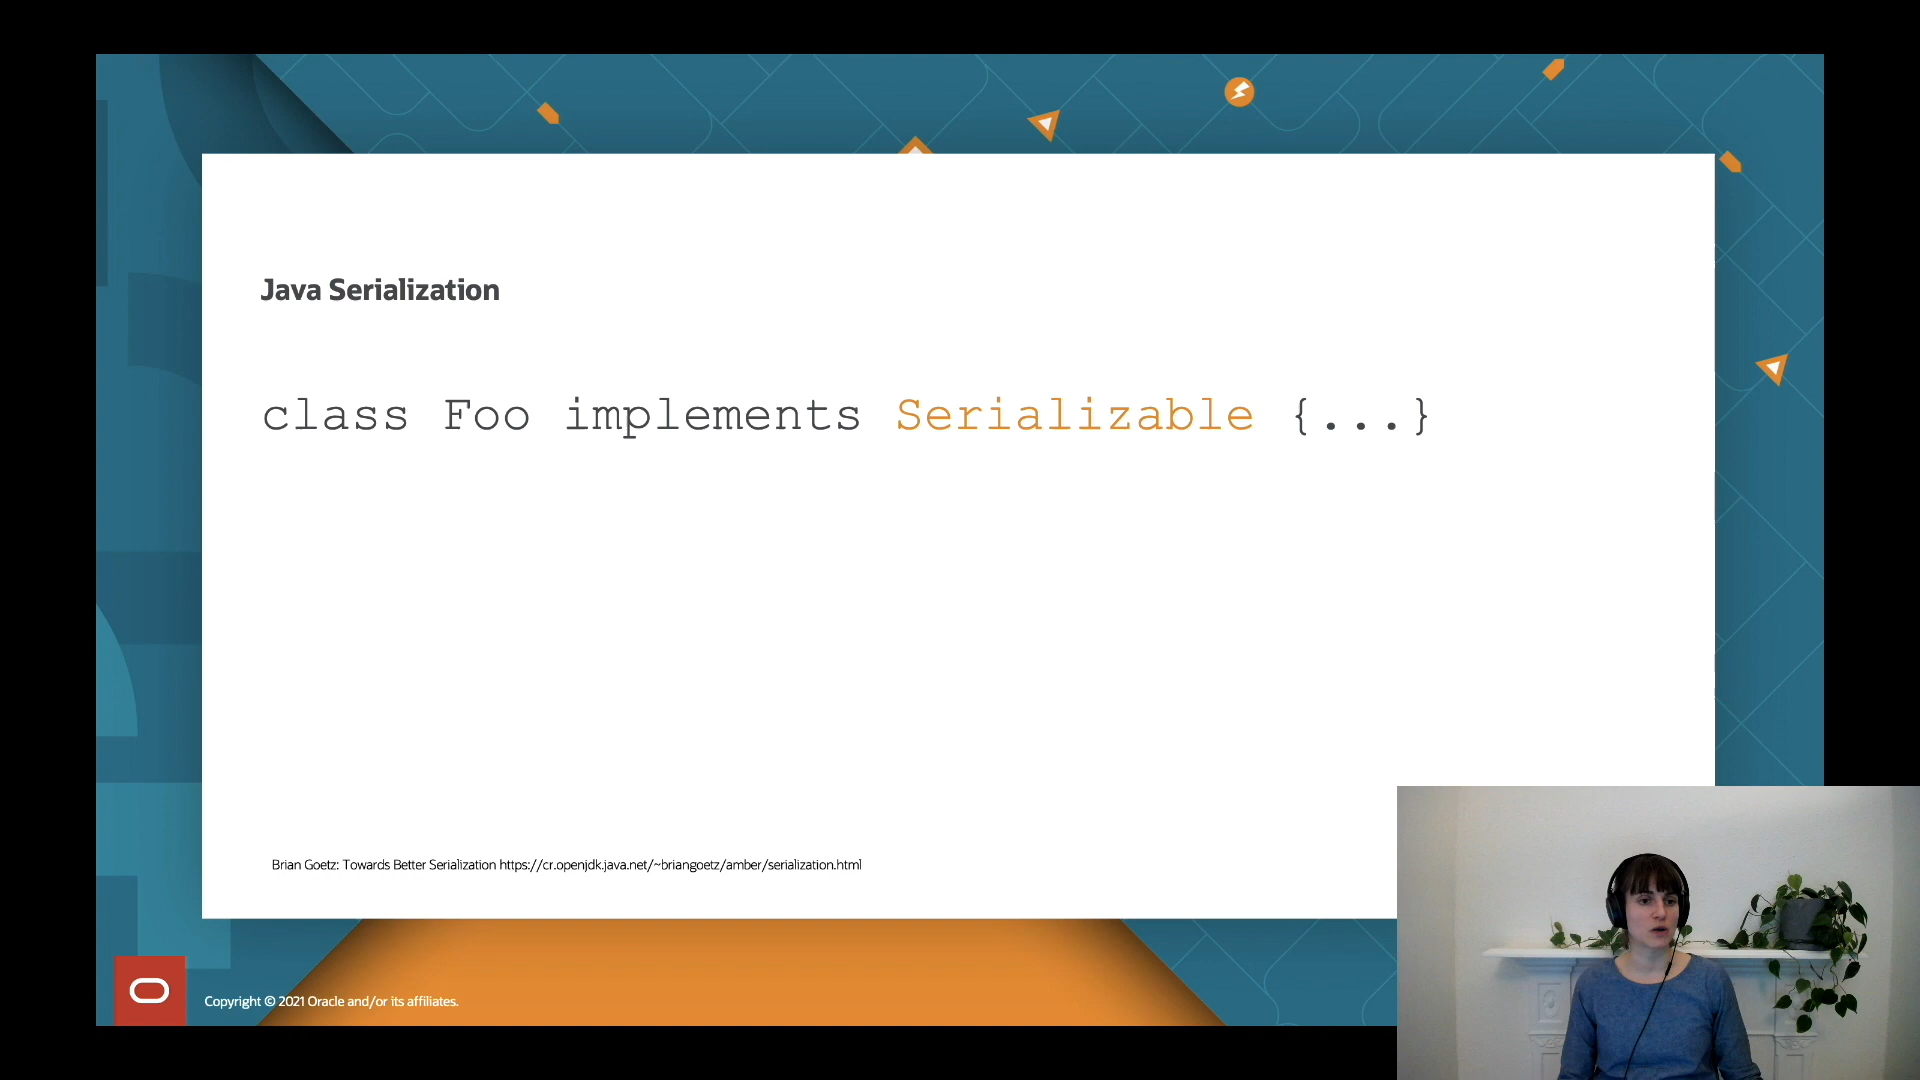 Java Serialization
class Foo implements Serializable {...}
Brian Goetz: Towards Better Serialization https://cr.openjdk.java.net/~briangoetz/amber/serialization.html
Copyright © 2021 Oracle and/or its affiliates.